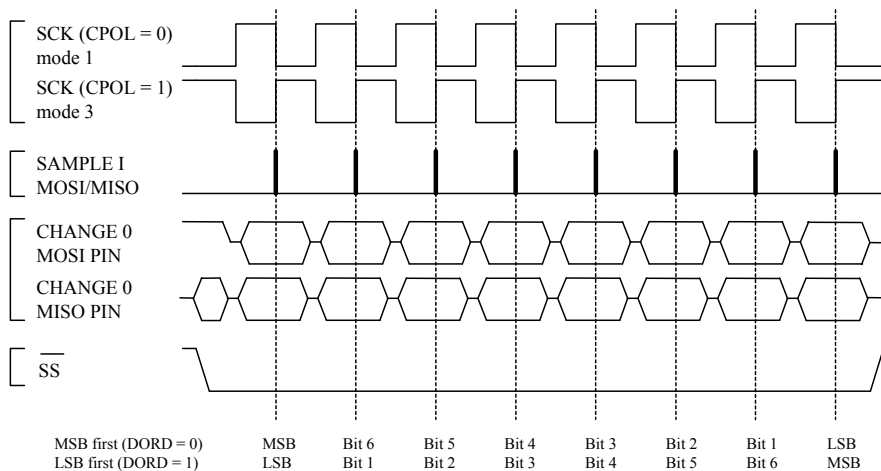 SCK (CPOL = 0)
mode 1
SCK (CPOL = 1)
mode 3
SAMPLE I
MOSI/MISO
CHANGE 0
MOSI PIN
CHANGE 0
MISO PIN
SS
MSB first (DORD = 0) MSB Bit 6 Bit 5 Bit 4 Bit 3 Bit 2 Bit 1 LSB
LSB first (DORD = 1) LSB Bit 1 Bit 2 Bit 3 Bit 4 Bit 5 Bit 6 MSB